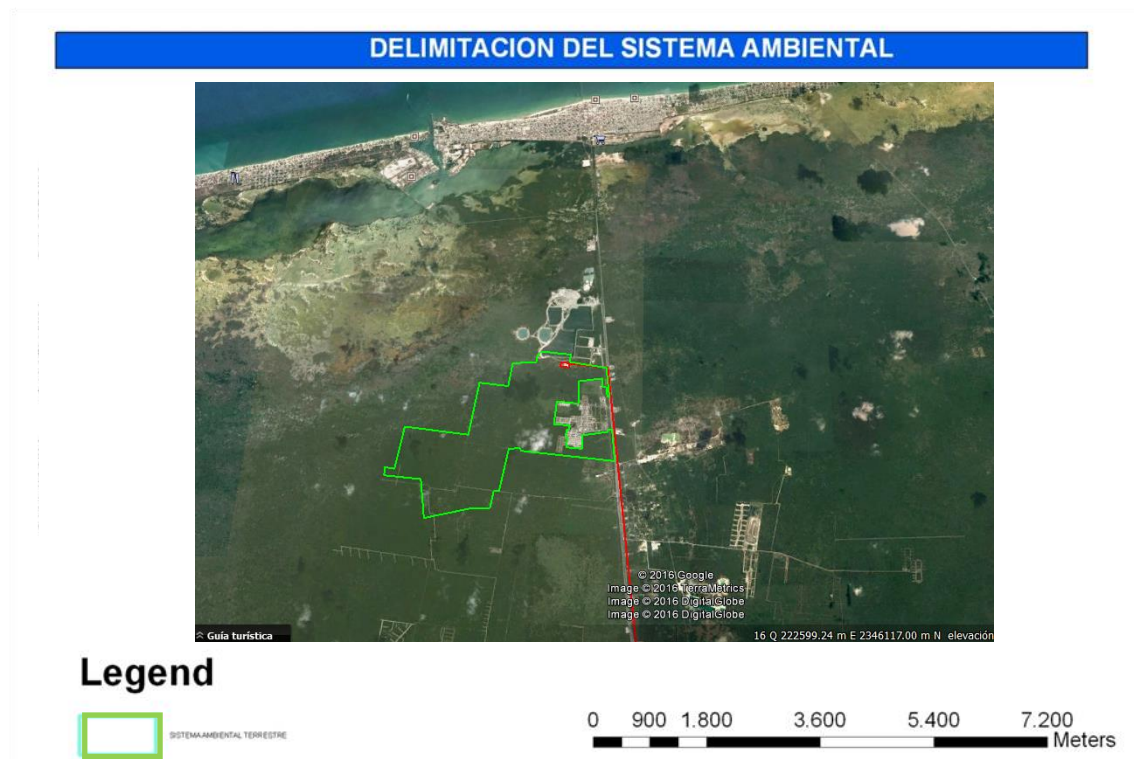 DELIMITACION DEL SISTEMA AMBIENTAL
© 2016 Google
Image © 2016 TerraMetrics
Image © 2016 DigitalGlobe
Image © 2016 DigitalGlobe
Guía turística
16 Q 222599.24 m E 2346117.00 m N elevación
Legend
SISTEMA AMBIENTAL TERRESTRE
0 900 1.800 3.600 5.400 7.200
Meters